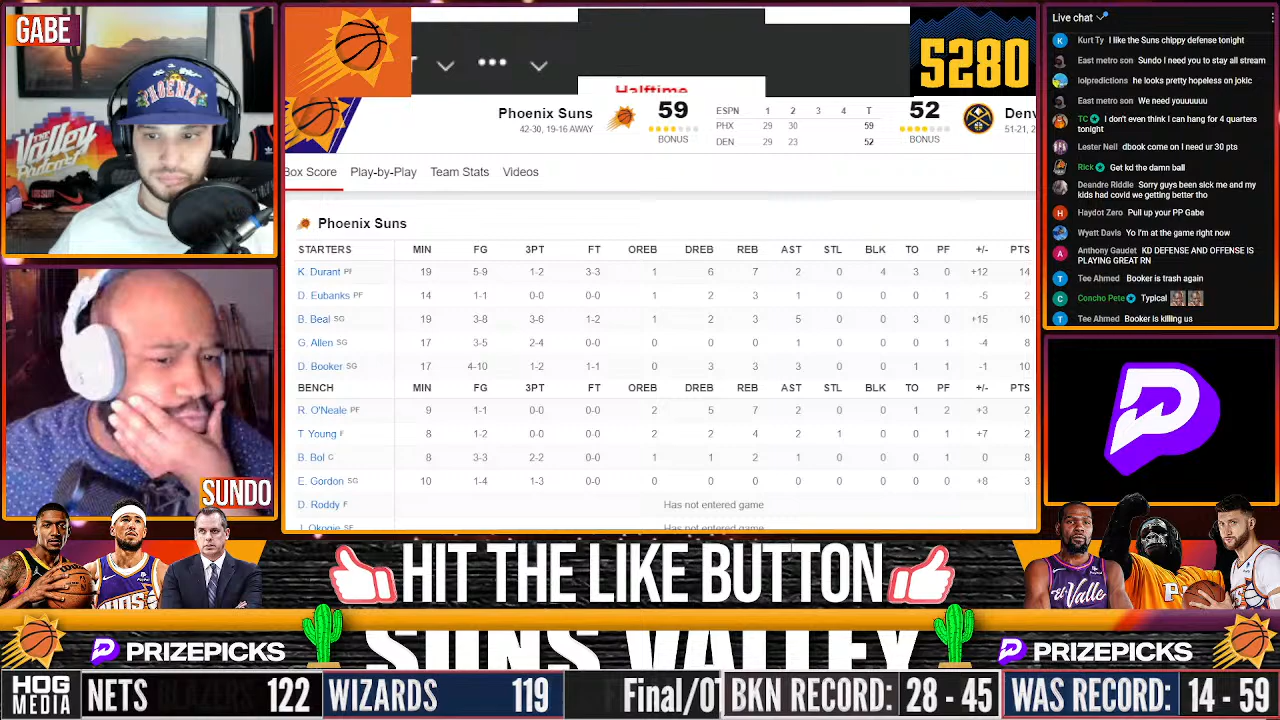 GABE
PHOENIX
THE Valley
PODCAST
SUNDO
5280
Halftime
Phoenix Suns
42-30, 19-16 AWAY
59
BONUS
ESPN 1 2 3 4 T
PHX 29 30 59
DEN 29 23 52
52
BONUS
Denv
51-21, 2
Box Score Play-by-Play Team Stats Videos
Phoenix Suns
STARTERS MIN FG 3PT FT OREB DREB REB AST STL BLK TO PF +/- PTS
K. Durant PF 19 5-9 1-2 3-3 1 6 7 2 0 4 3 0 +12 14
D. Eubanks PF 14 1-1 0-0 0-0 1 2 3 1 0 0 0 1 -5 2
B. Beal SG 19 3-8 3-6 1-2 1 2 3 5 0 0 3 0 +15 10
G. Allen SG 17 3-5 2-4 0-0 0 0 0 1 0 0 0 1 -4 8
D. Booker SG 17 4-10 1-2 1-1 0 3 3 3 0 0 1 1 -1 10
BENCH MIN FG 3PT FT OREB DREB REB AST STL BLK TO PF +/- PTS
R. O'Neale PF 9 1-1 0-0 0-0 2 5 7 2 0 0 1 2 +3 2
T. Young F 8 1-2 0-0 0-0 2 2 4 2 1 0 0 1 +7 2
B. Bol C 8 3-3 2-2 0-0 1 1 2 1 0 0 0 1 0 8
E. Gordon SG 10 1-4 1-3 0-0 0 0 0 0 0 0 0 0 +8 3
D. Roddy F Has not entered game
J. Okogie SF Has not entered game
Live chat
Kurt Ty I like the Suns chippy defense tonight
East metro son Sundo I need you to stay all stream
lolpredictions he looks pretty hopeless on jokic
East metro son We need youuuuuu
TC I don't even think I can hang for 4 quarters
tonight
Lester Neil dbook come on I need ur 30 pts
Rick Get kd the damn ball
Deandre Riddle Sorry guys been sick me and my
kids had covid we getting better tho
Haydot Zero Pull up your PP Gabe
Wyatt Davis Yo I'm at the game right now
Anthony Gaudet KD DEFENSE AND OFFENSE IS
PLAYING GREAT RN
Tee Ahmed Booker is trash again
Concho Pete Typical
Tee Ahmed Booker is killing us
HIT THE LIKE BUTTON
SUNS VALLEY
PRIZEPICKS
PRIZEPICKS
HOG
MEDIA
NETS 122 WIZARDS 119 Final/OT BKN RECORD: 28 - 45 WAS RECORD: 14 - 59